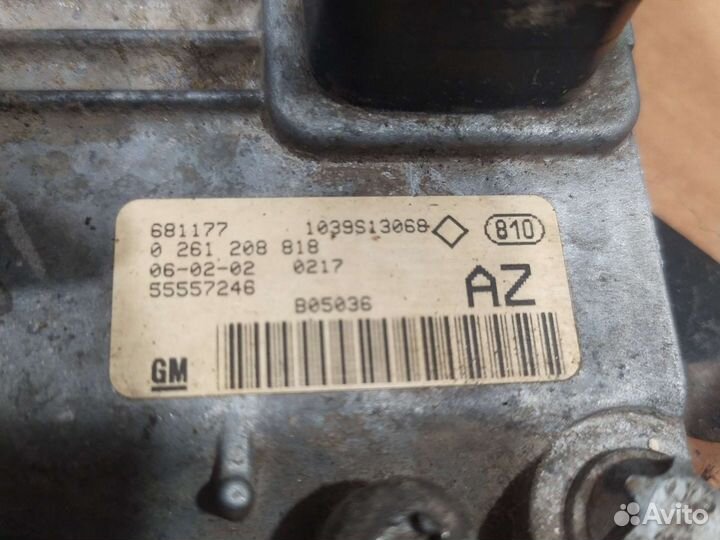 681177 1039S13068
810
0 261 208 818
06-02-02 0217
55557246
B05036
AZ
GM
Avito